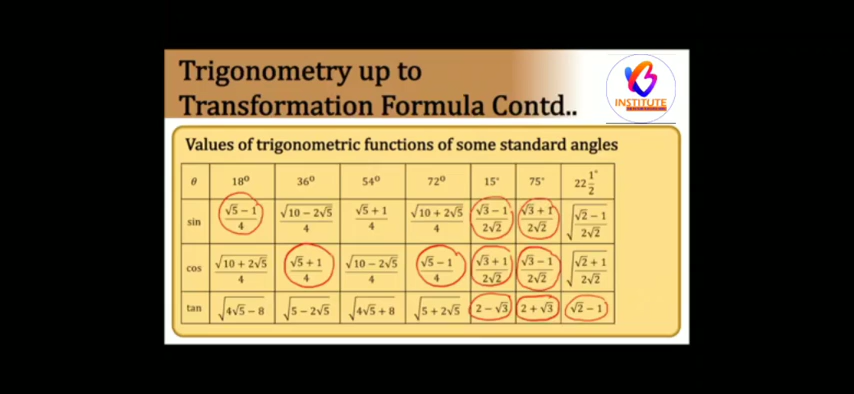 Trigonometry up to
Transformation Formula Contd..
INSTITUTE
Values of trigonometric functions of some standard angles
θ 18⁰ 36⁰ 54⁰ 72⁰ 15° 75° 22 1°/2
sin (√5 − 1)/4 √(10 − 2√5)/4 (√5 + 1)/4 √(10 + 2√5)/4 (√3 − 1)/(2√2) (√3 + 1)/(2√2) √((√2 − 1)/(2√2))
cos √(10 + 2√5)/4 (√5 + 1)/4 √(10 − 2√5)/4 (√5 − 1)/4 (√3 + 1)/(2√2) (√3 − 1)/(2√2) √((√2 + 1)/(2√2))
tan √(4√5 − 8) √(5 − 2√5) √(4√5 + 8) √(5 + 2√5) 2 − √3 2 + √3 √2 − 1